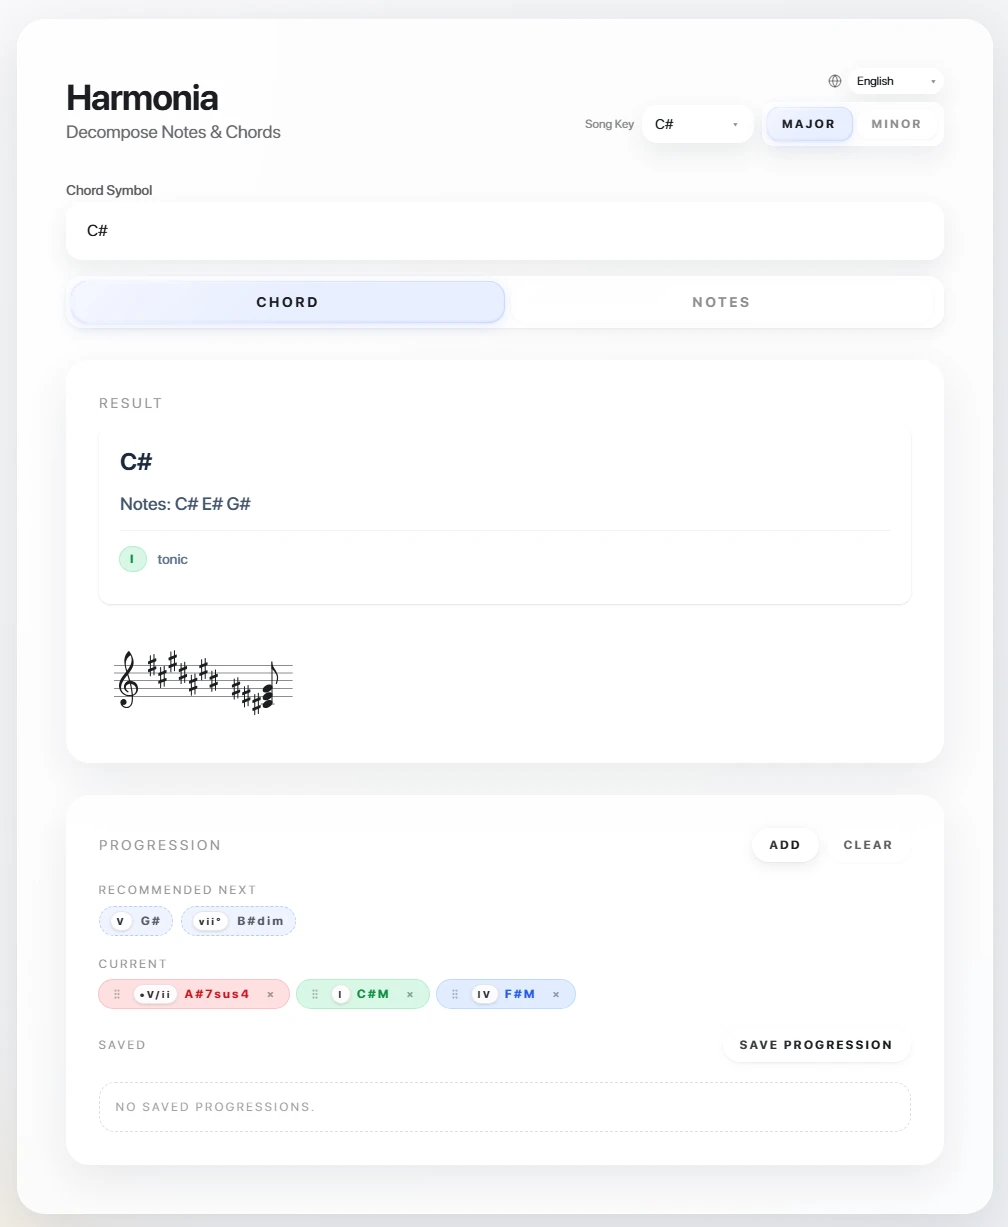 Harmonia
Decompose Notes & Chords
English
Song Key C# MAJOR MINOR
Chord Symbol
C#
CHORD NOTES
RESULT
C#
Notes: C# E# G#
I tonic
PROGRESSION ADD CLEAR
RECOMMENDED NEXT
V G# vii° B#dim
CURRENT
•V/ii A#7sus4 × I C#M × IV F#M ×
SAVED SAVE PROGRESSION
NO SAVED PROGRESSIONS.